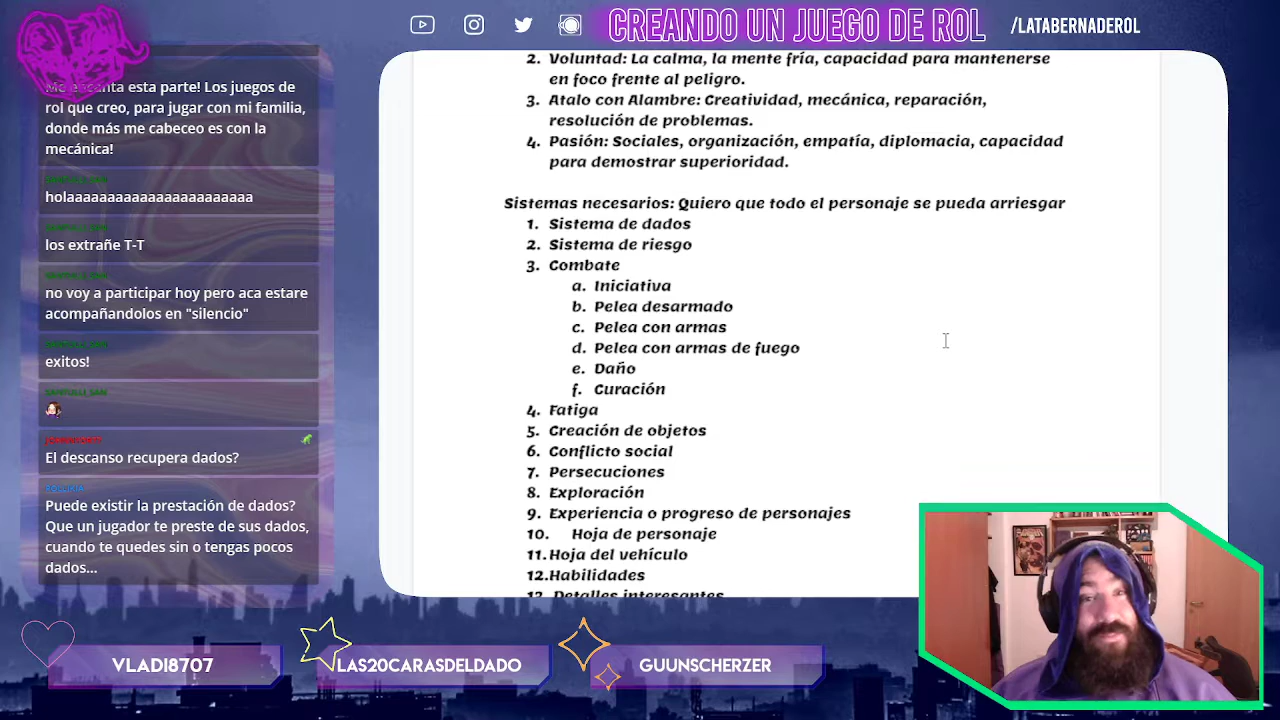 CREANDO UN JUEGO DE ROL
/LATABERNADEROL
esta parte! Los juegos de
rol que creo, para jugar con mi familia,
donde más me cabeceo es con la
mecánica!
holaaaaaaaaaaaaaaaaaaaaaaa
los extrañe T-T
no voy a participar hoy pero aca estare
acompañandolos en "silencio"
exitos!
El descanso recupera dados?
Puede existir la prestación de dados?
Que un jugador te preste de sus dados,
cuando te quedes sin o tengas pocos
dados...
2. Voluntad: La calma, la mente fría, capacidad para mantenerse
en foco frente al peligro.
3. Atalo con Alambre: Creatividad, mecánica, reparación,
resolución de problemas.
4. Pasión: Sociales, organización, empatía, diplomacia, capacidad
para demostrar superioridad.
Sistemas necesarios: Quiero que todo el personaje se pueda arriesgar
1. Sistema de dados
2. Sistema de riesgo
3. Combate
a. Iniciativa
b. Pelea desarmado
c. Pelea con armas
d. Pelea con armas de fuego
e. Daño
f. Curación
4. Fatiga
5. Creación de objetos
6. Conflicto social
7. Persecuciones
8. Exploración
9. Experiencia o progreso de personajes
10. Hoja de personaje
11. Hoja del vehículo
12. Habilidades
Detalles interesantes
VLADI8707
LAS20CARASDELDADO
GUUNSCHERZER